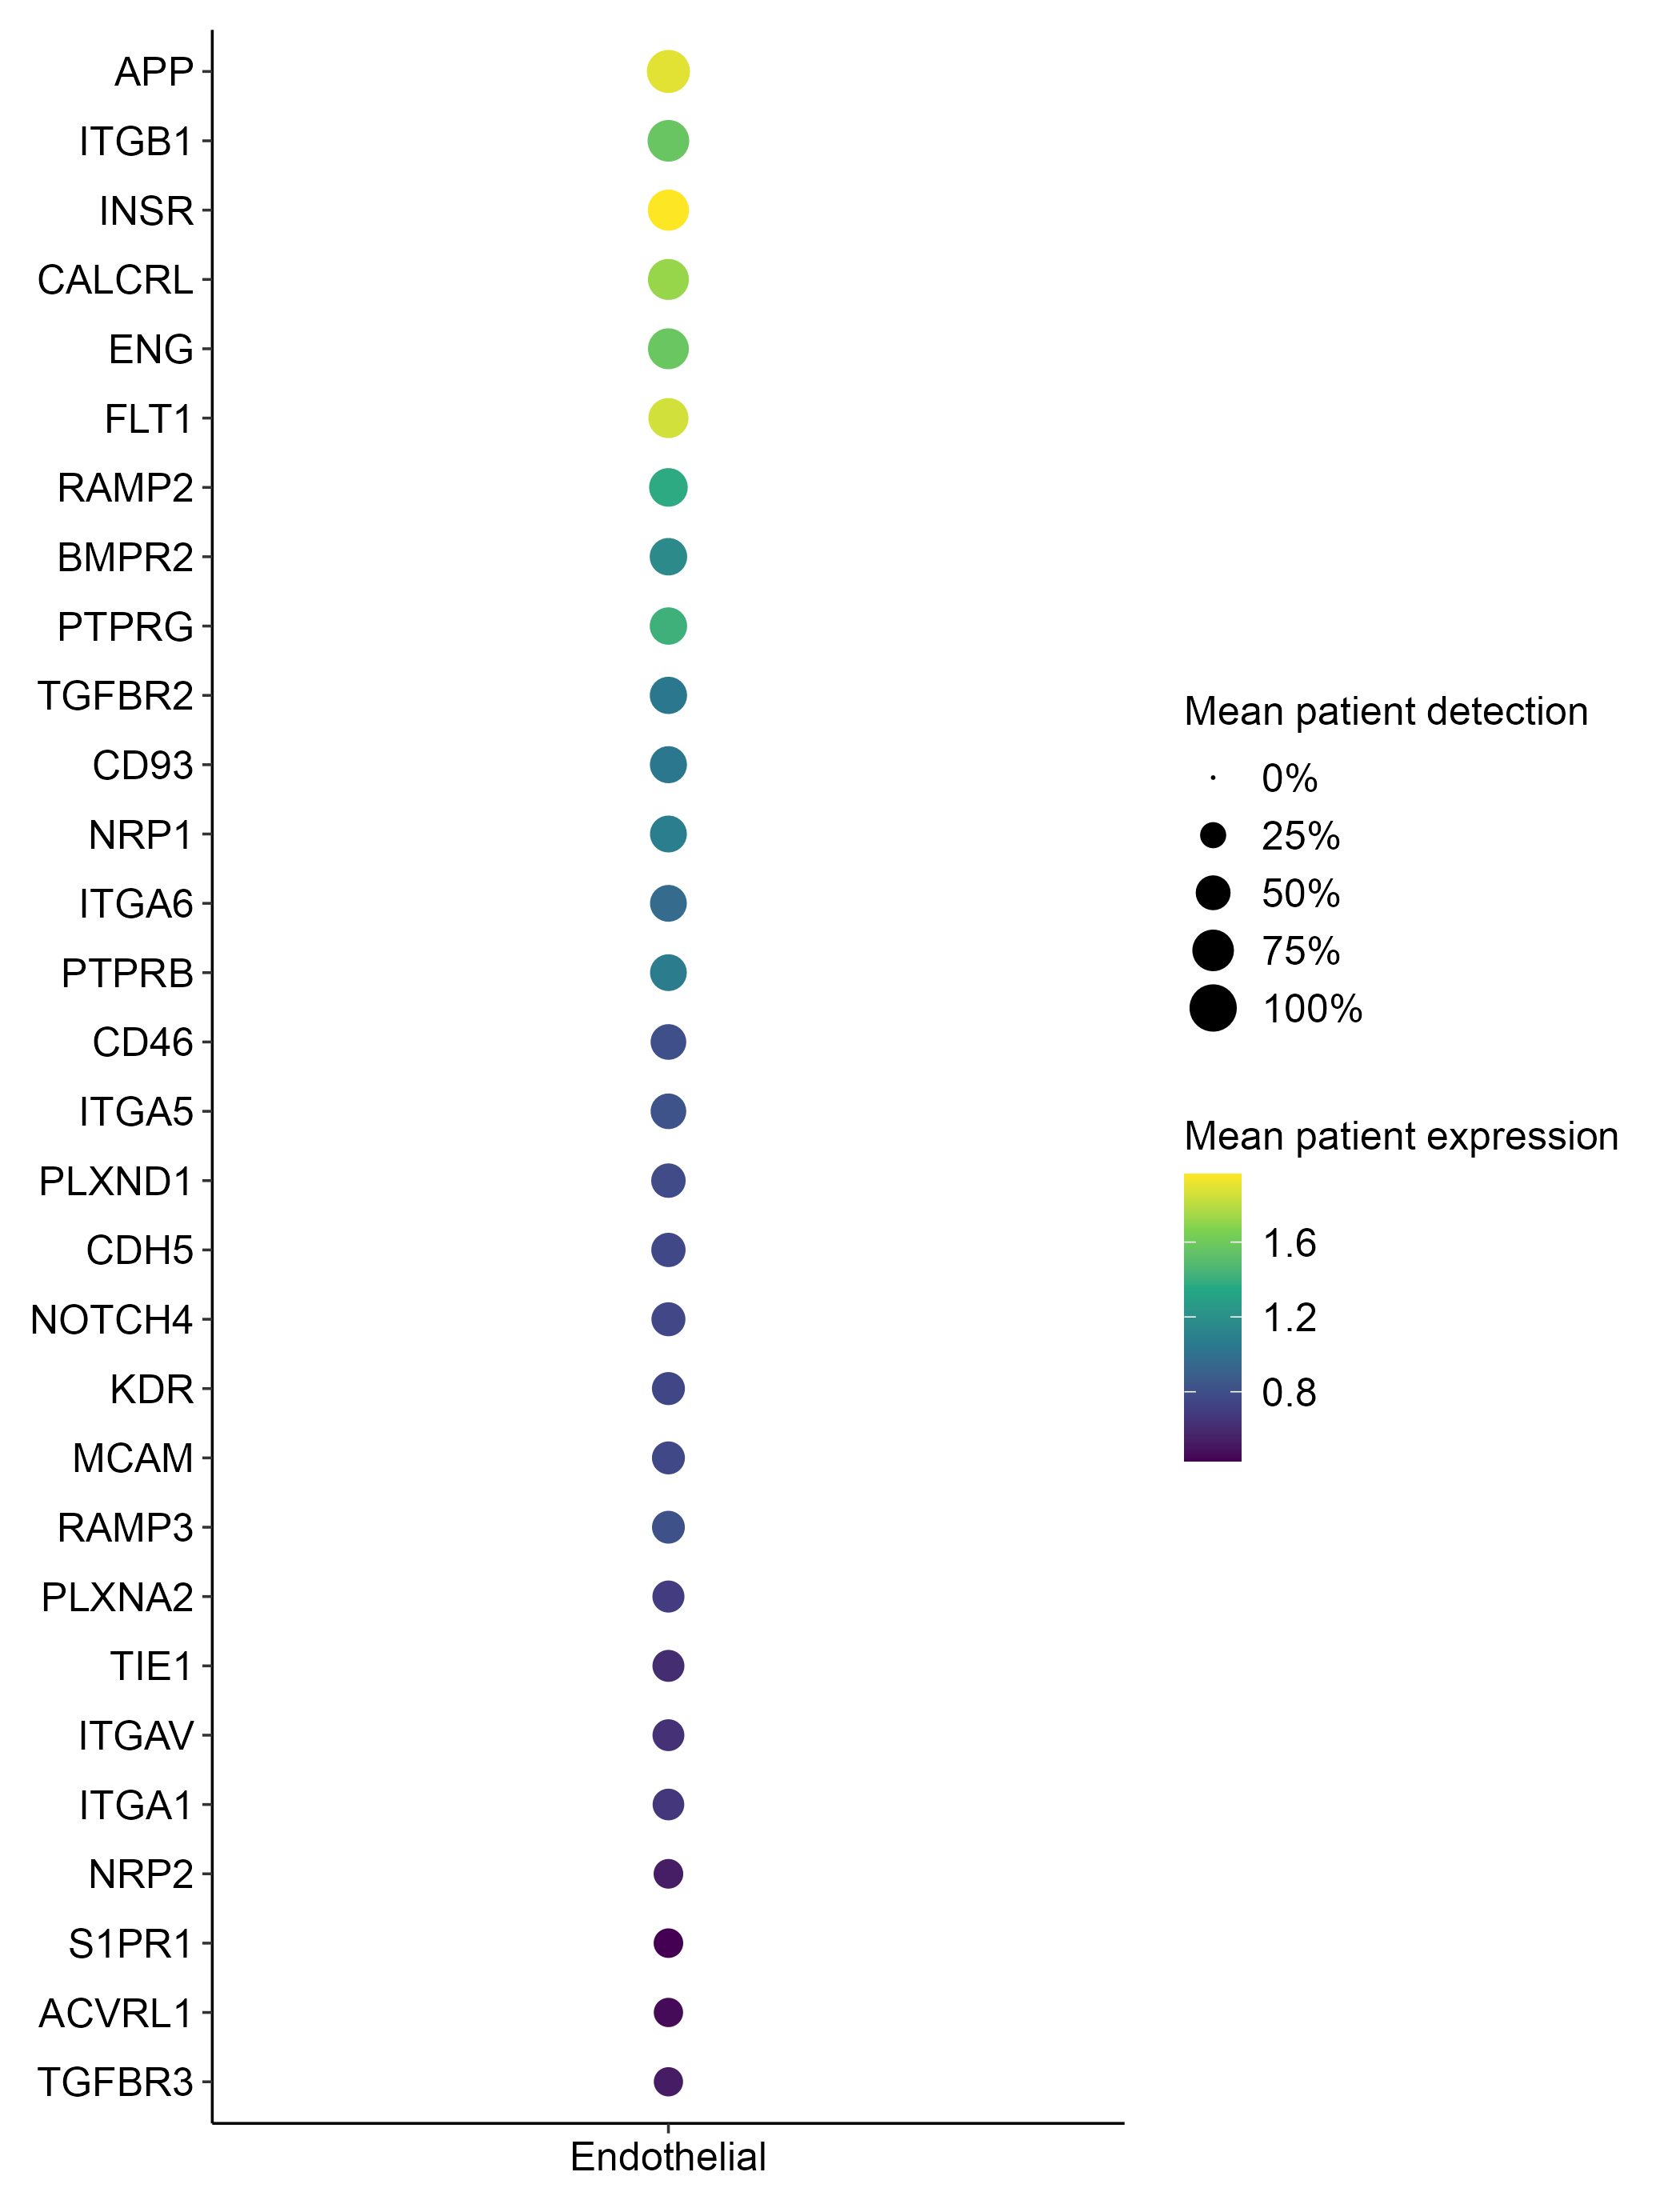 APP
ITGB1
INSR
CALCRL
ENG
FLT1
RAMP2
BMPR2
PTPRG
TGFBR2
CD93
NRP1
ITGA6
PTPRB
CD46
ITGA5
PLXND1
CDH5
NOTCH4
KDR
MCAM
RAMP3
PLXNA2
TIE1
ITGAV
ITGA1
NRP2
S1PR1
ACVRL1
TGFBR3
Endothelial
Mean patient detection
0%
25%
50%
75%
100%
Mean patient expression
1.6
1.2
0.8